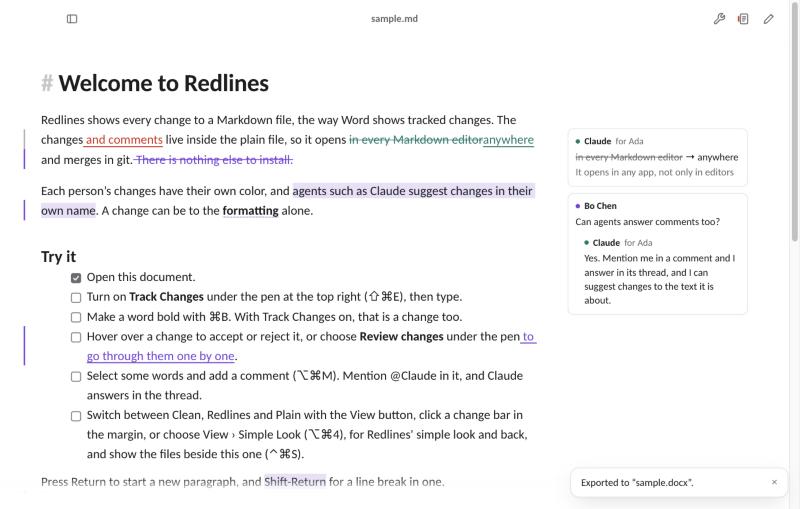 sample.md
# Welcome to Redlines
Redlines shows every change to a Markdown file, the way Word shows tracked changes. The
changes and comments live inside the plain file, so it opens in every Markdown editoranywhere
and merges in git. There is nothing else to install.
Each person's changes have their own color, and agents such as Claude suggest changes in their
own name. A change can be to the formatting alone.
Try it
Open this document.
Turn on Track Changes under the pen at the top right (⇧⌘E), then type.
Make a word bold with ⌘B. With Track Changes on, that is a change too.
Hover over a change to accept or reject it, or choose Review changes under the pen to
go through them one by one.
Select some words and add a comment (⌥⌘M). Mention @Claude in it, and Claude
answers in the thread.
Switch between Clean, Redlines and Plain with the View button, click a change bar in
the margin, or choose View › Simple Look (⌥⌘4), for Redlines' simple look and back,
and show the files beside this one (^⌘S).
Press Return to start a new paragraph, and Shift-Return for a line break in one.
Claude for Ada
in every Markdown editor → anywhere
It opens in any app, not only in editors
Bo Chen
Can agents answer comments too?
Claude for Ada
Yes. Mention me in a comment and I
answer in its thread, and I can
suggest changes to the text it is
about.
Exported to “sample.docx”. ×